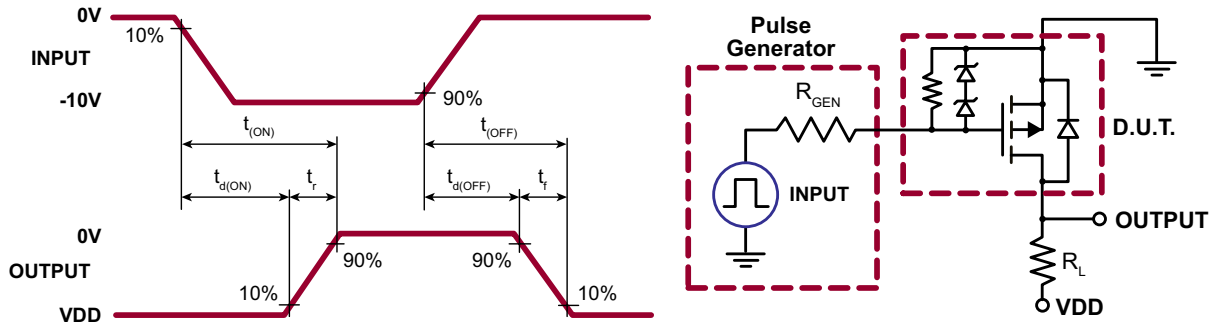 0V
10%
INPUT
-10V
90%
t(ON)
t(OFF)
td(ON)
tr
td(OFF)
tf
0V
OUTPUT
90%
90%
10%
10%
VDD
Pulse
Generator
RGEN
INPUT
D.U.T.
OUTPUT
RL
VDD